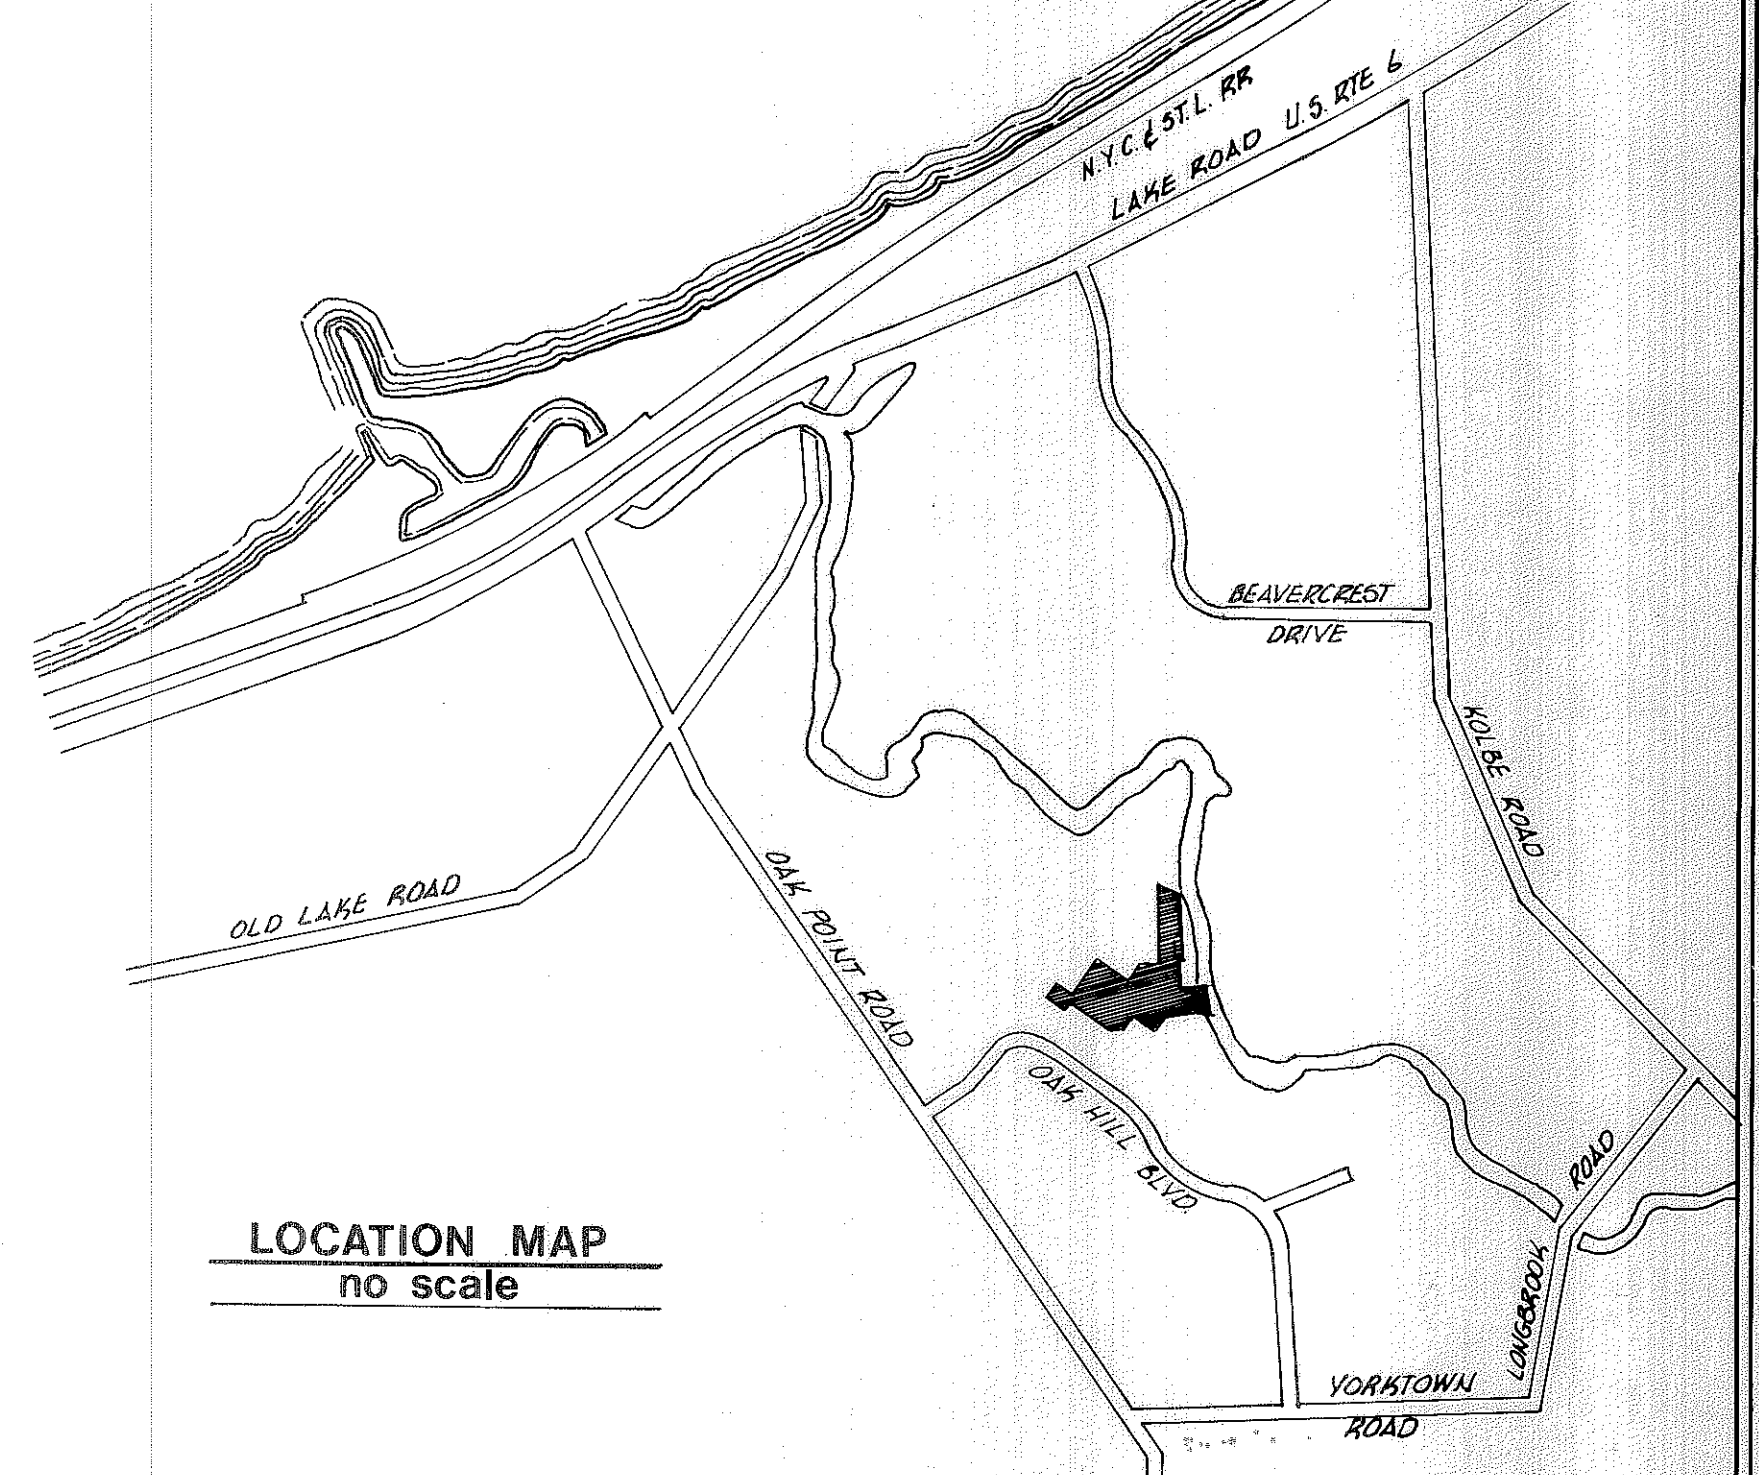 N.Y.C. & ST. L. RR
LAKE ROAD U.S. RTE 6
BEAVERCREST
DRIVE
KOLBE ROAD
OLD LAKE ROAD
OAK POINT ROAD
OAK HILL BLVD.
LONGBROOK ROAD
YORKTOWN
ROAD
LOCATION MAP
no scale